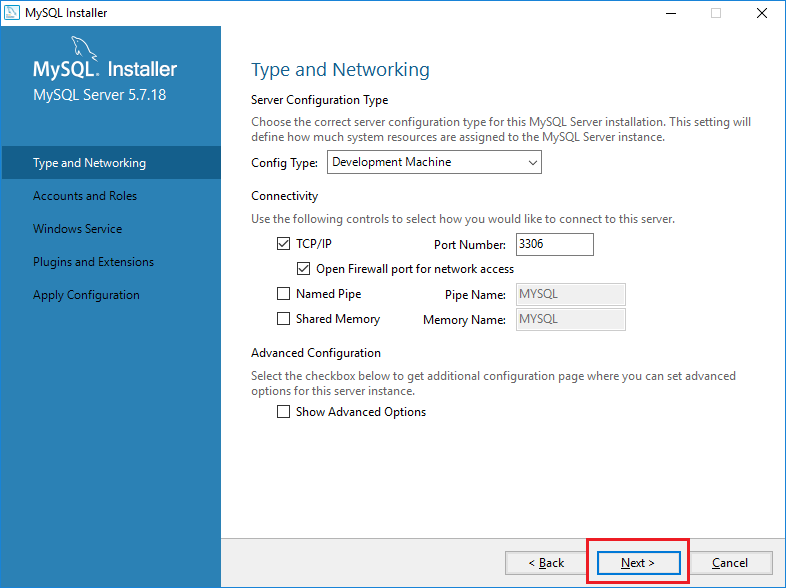 MySQL Installer
MySQL. Installer
MySQL Server 5.7.18
Type and Networking
Accounts and Roles
Windows Service
Plugins and Extensions
Apply Configuration
Type and Networking
Server Configuration Type
Choose the correct server configuration type for this MySQL Server installation. This setting will
define how much system resources are assigned to the MySQL Server instance.
Config Type: Development Machine
Connectivity
Use the following controls to select how you would like to connect to this server.
TCP/IP Port Number: 3306
Open Firewall port for network access
Named Pipe Pipe Name: MYSQL
Shared Memory Memory Name: MYSQL
Advanced Configuration
Select the checkbox below to get additional configuration page where you can set advanced
options for this server instance.
Show Advanced Options
< Back Next > Cancel